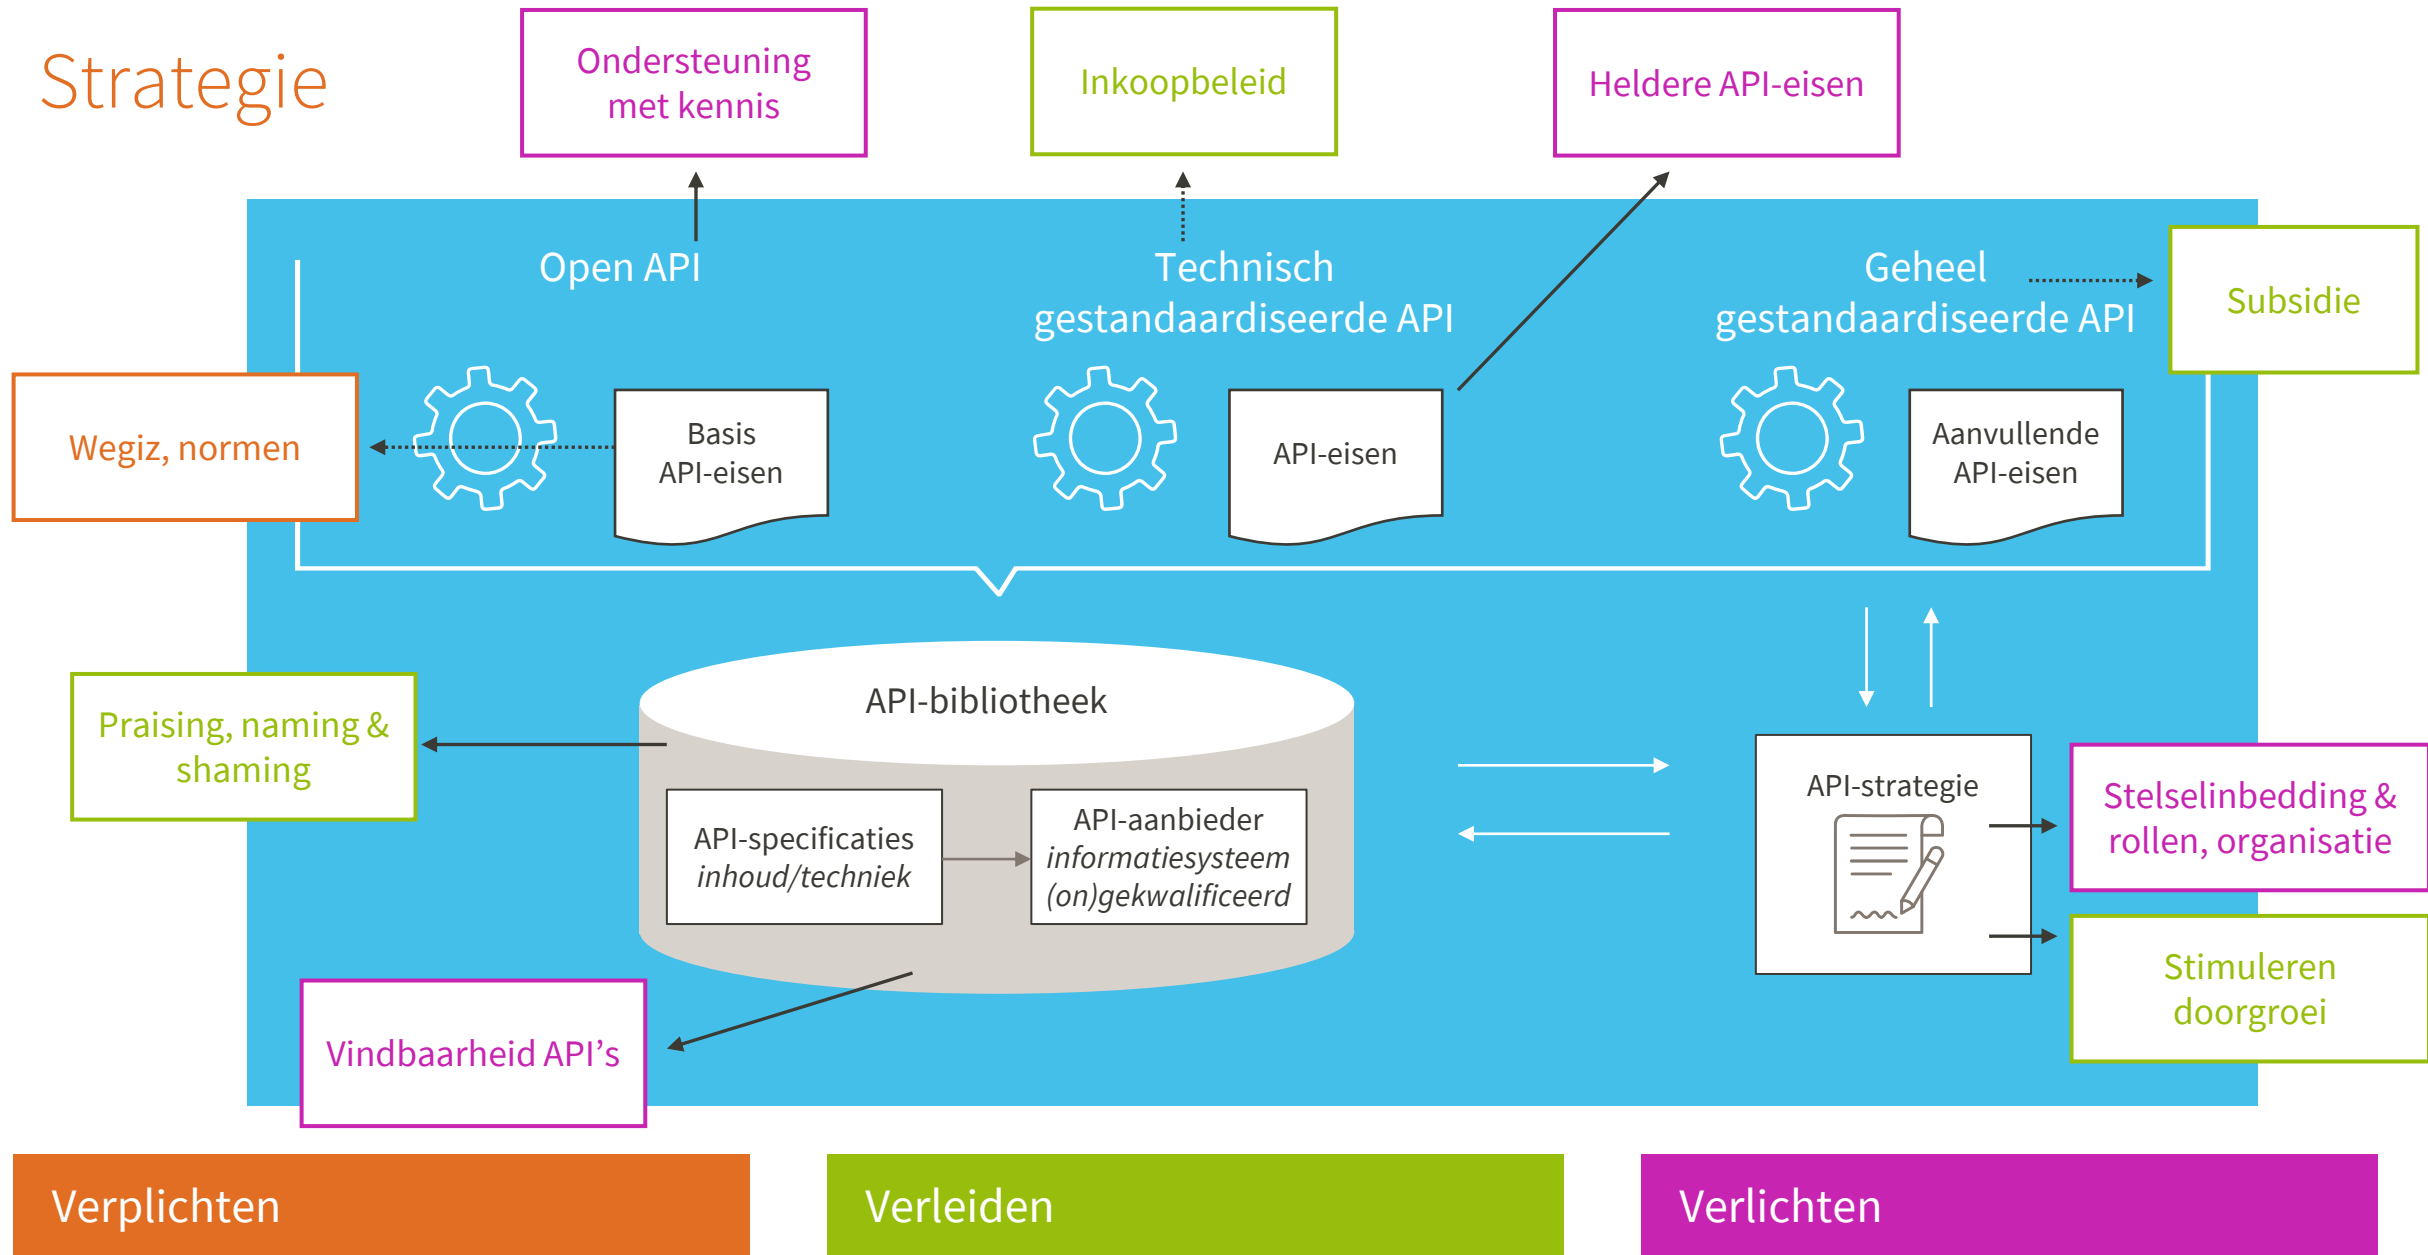 Strategie
Ondersteuning
met kennis
Inkoopbeleid
Heldere API-eisen
Open API
Technisch
gestandaardiseerde API
Geheel
gestandaardiseerde API
Subsidie
Wegiz, normen
Basis
API-eisen
API-eisen
Aanvullende
API-eisen
Praising, naming &
shaming
API-bibliotheek
API-specificaties
inhoud/techniek
API-aanbieder
informatiesysteem
(on)gekwalificeerd
API-strategie
Stelselinbedding &
rollen, organisatie
Stimuleren
doorgroei
Vindbaarheid API’s
Verplichten
Verleiden
Verlichten